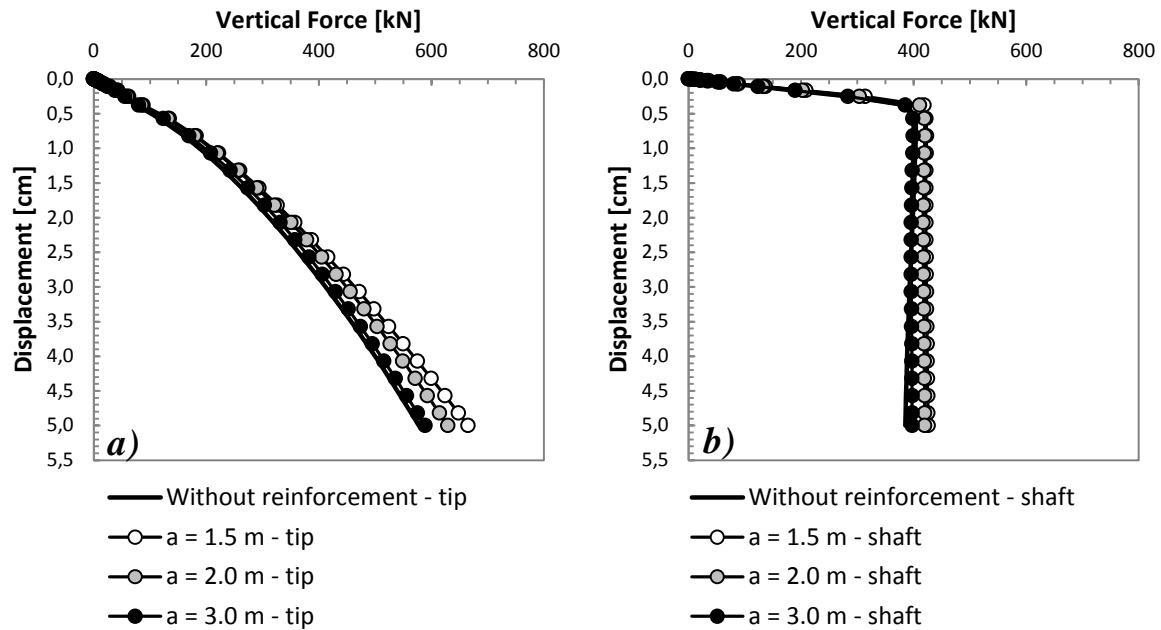 Vertical Force [kN]
0 200 400 600 800
Displacement [cm]
0,0
0,5
1,0
1,5
2,0
2,5
3,0
3,5
4,0
4,5
5,0
5,5
a)
Without reinforcement - tip
a = 1.5 m - tip
a = 2.0 m - tip
a = 3.0 m - tip
Vertical Force [kN]
0 200 400 600 800
Displacement [cm]
0,0
0,5
1,0
1,5
2,0
2,5
3,0
3,5
4,0
4,5
5,0
5,5
b)
Without reinforcement - shaft
a = 1.5 m - shaft
a = 2.0 m - shaft
a = 3.0 m - shaft